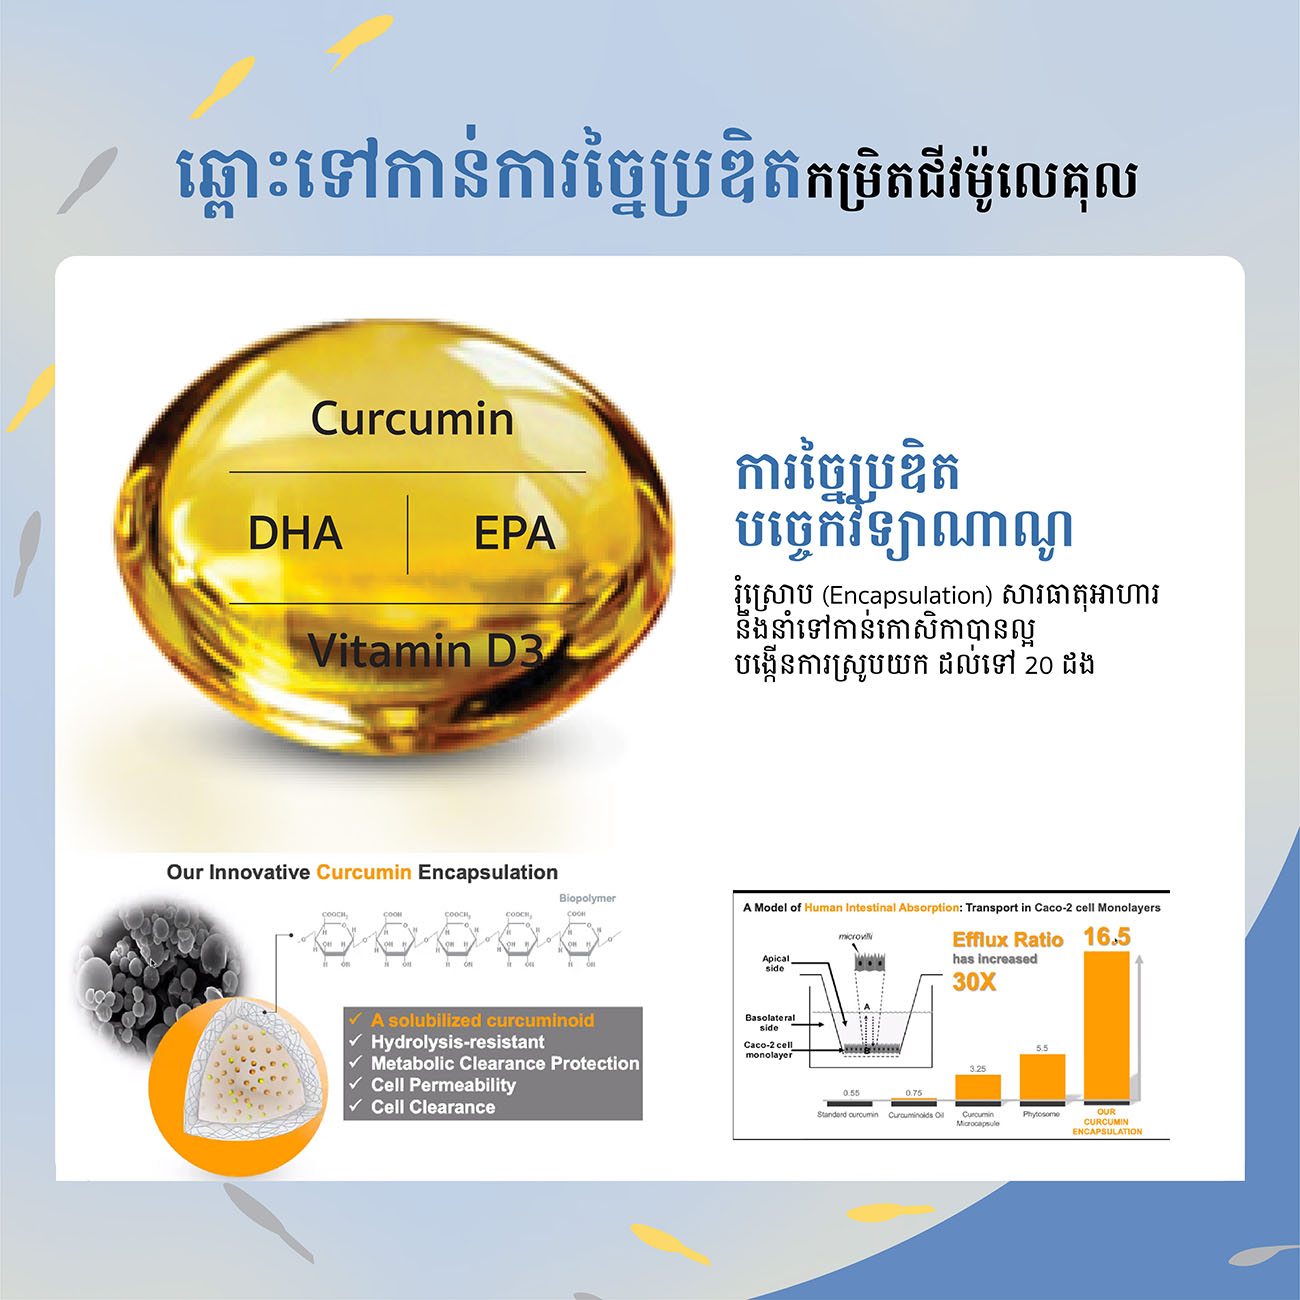 ឆ្ពោះទៅកាន់ការច្នៃប្រឌិតកម្រិតជីវម៉ូលេគុល
Curcumin
DHA
EPA
Vitamin D3
ការច្នៃប្រឌិត
បច្ចេកវិទ្យាណាណូ
រុំស្រោប (Encapsulation) សារធាតុអាហារ
នឹងនាំទៅកាន់កោសិកាបានល្អ
បង្កើនការស្រូបយក ដល់ទៅ 20 ដង
Our Innovative Curcumin Encapsulation
Biopolymer
✓ A solubilized curcuminoid
✓ Hydrolysis-resistant
✓ Metabolic Clearance Protection
✓ Cell Permeability
✓ Cell Clearance
A Model of Human Intestinal Absorption: Transport in Caco-2 cell Monolayers
microvilli
Apical
side
Basolateral
side
Caco-2 cell
monolayer
A
B
Efflux Ratio
has increased
30X
16.5
0.55
0.75
3.25
5.5
Standard curcumin
Curcuminoids Oil
Curcumin
Microcapsule
Phytosome
OUR
CURCUMIN
ENCAPSULATION